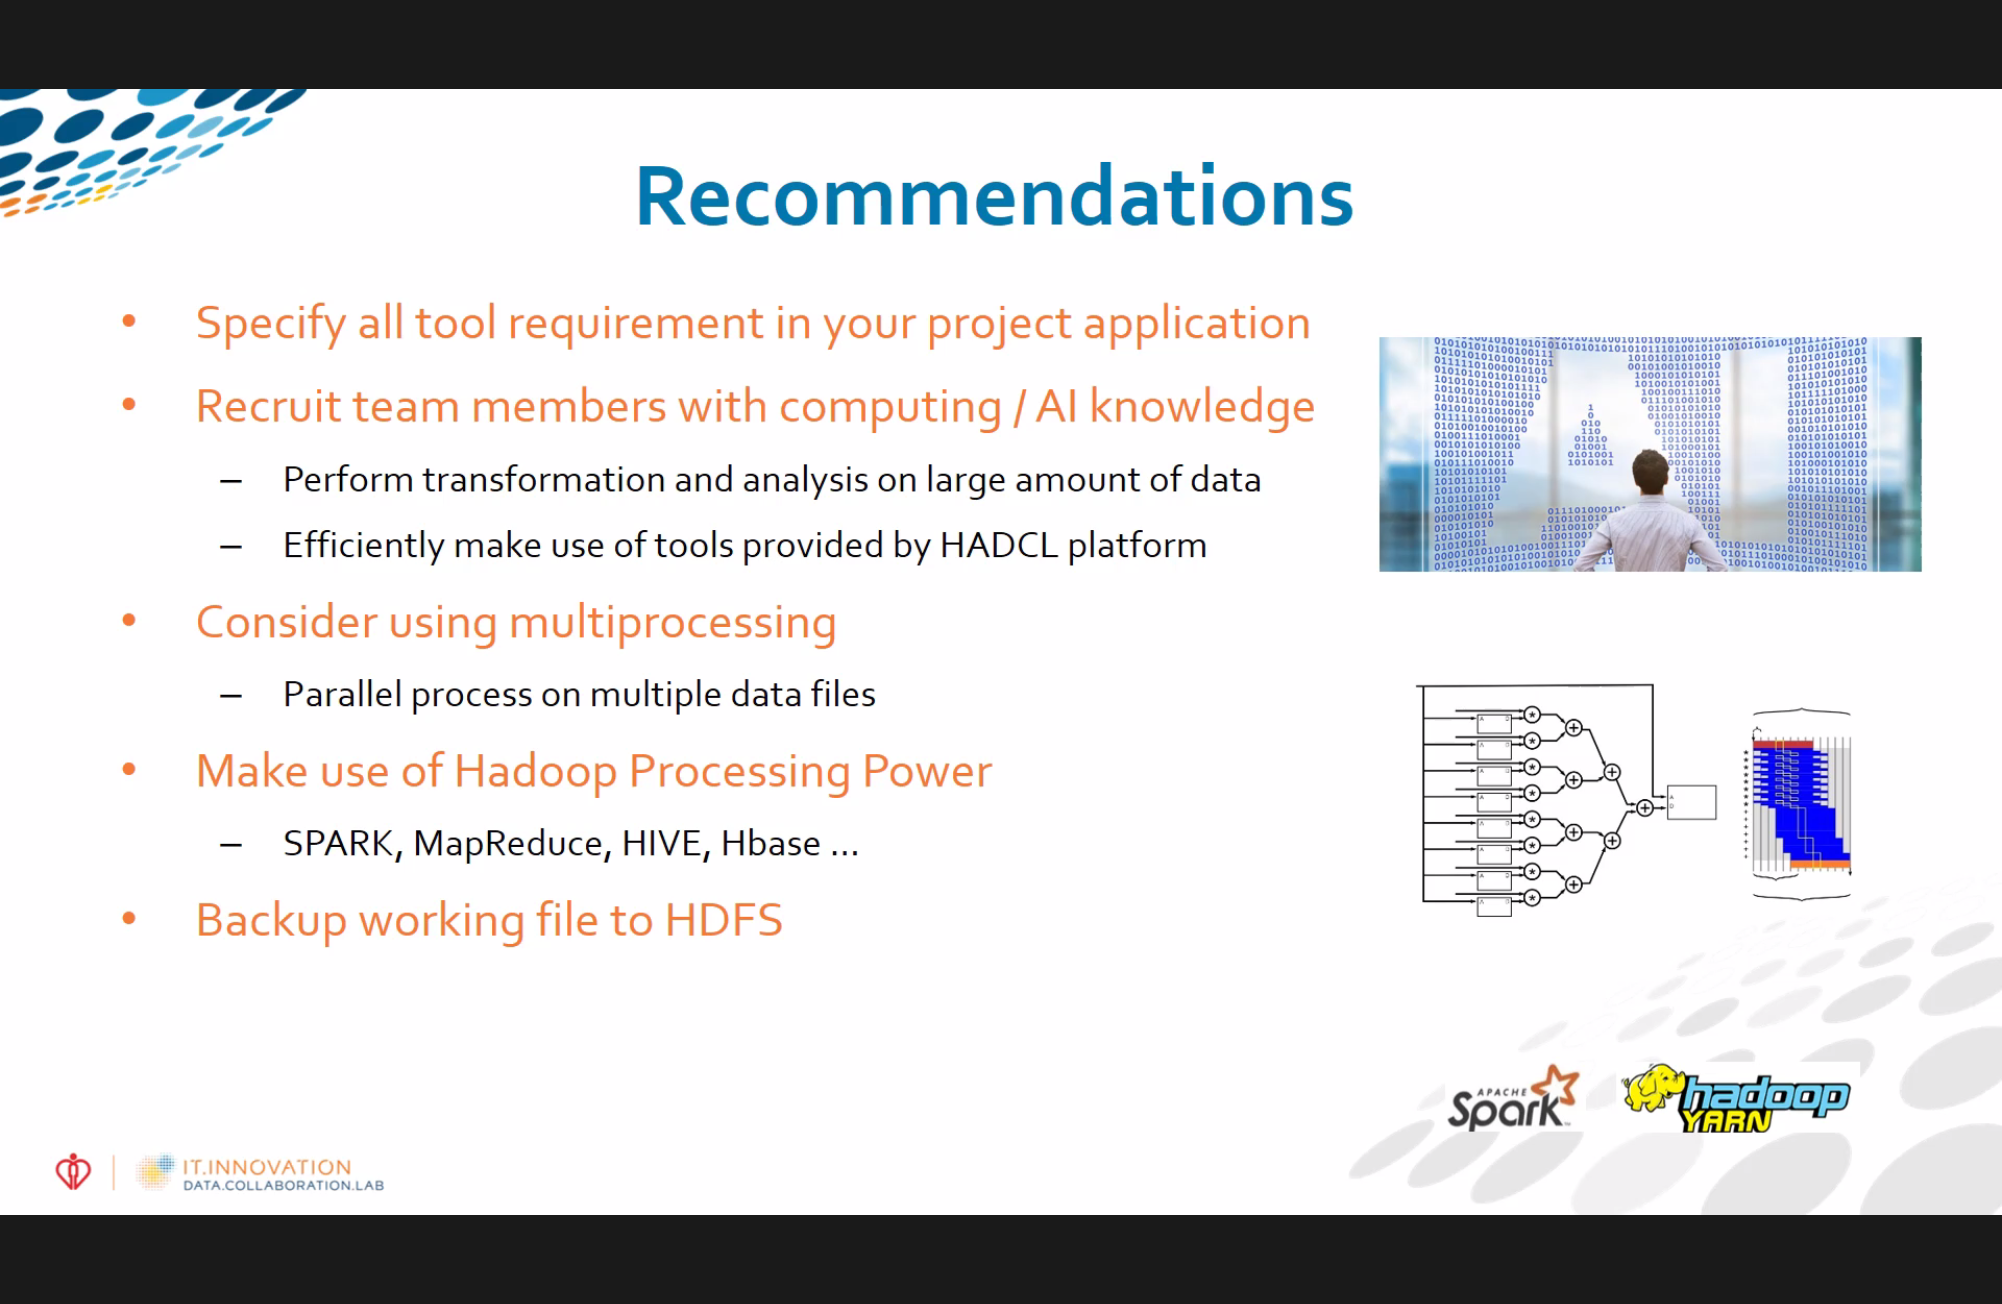 Recommendations
• Specify all tool requirement in your project application
• Recruit team members with computing / AI knowledge
– Perform transformation and analysis on large amount of data
– Efficiently make use of tools provided by HADCL platform
• Consider using multiprocessing
– Parallel process on multiple data files
• Make use of Hadoop Processing Power
– SPARK, MapReduce, HIVE, Hbase ...
• Backup working file to HDFS
APACHE
Spark
hadoop
YARN
IT.INNOVATION
DATA.COLLABORATION.LAB